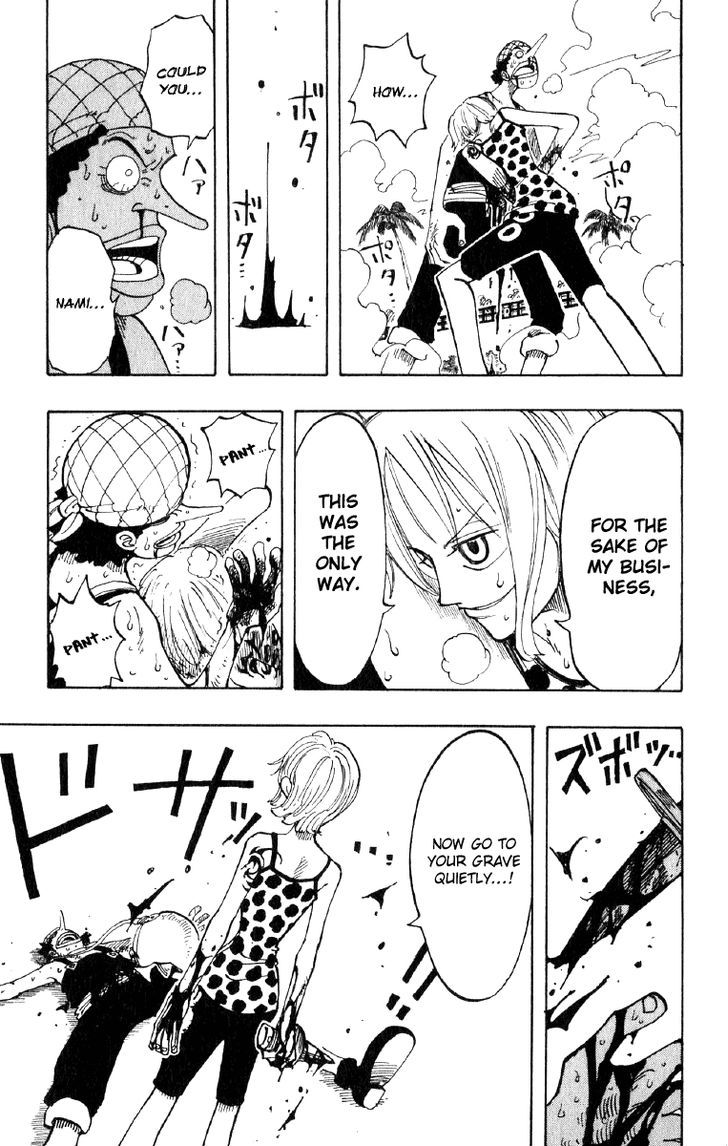 HOW...
ポタ
ポタ...
ボタ
ボタ
COULD
YOU...
ハァ
NAMI...
ハァ...
FOR THE
SAKE OF
MY BUSI-
NESS,
THIS
WAS
THE
ONLY
WAY.
PANT...
PANT...
ズボッ
NOW GO TO
YOUR GRAVE
QUIETLY...!
ドサ...!!